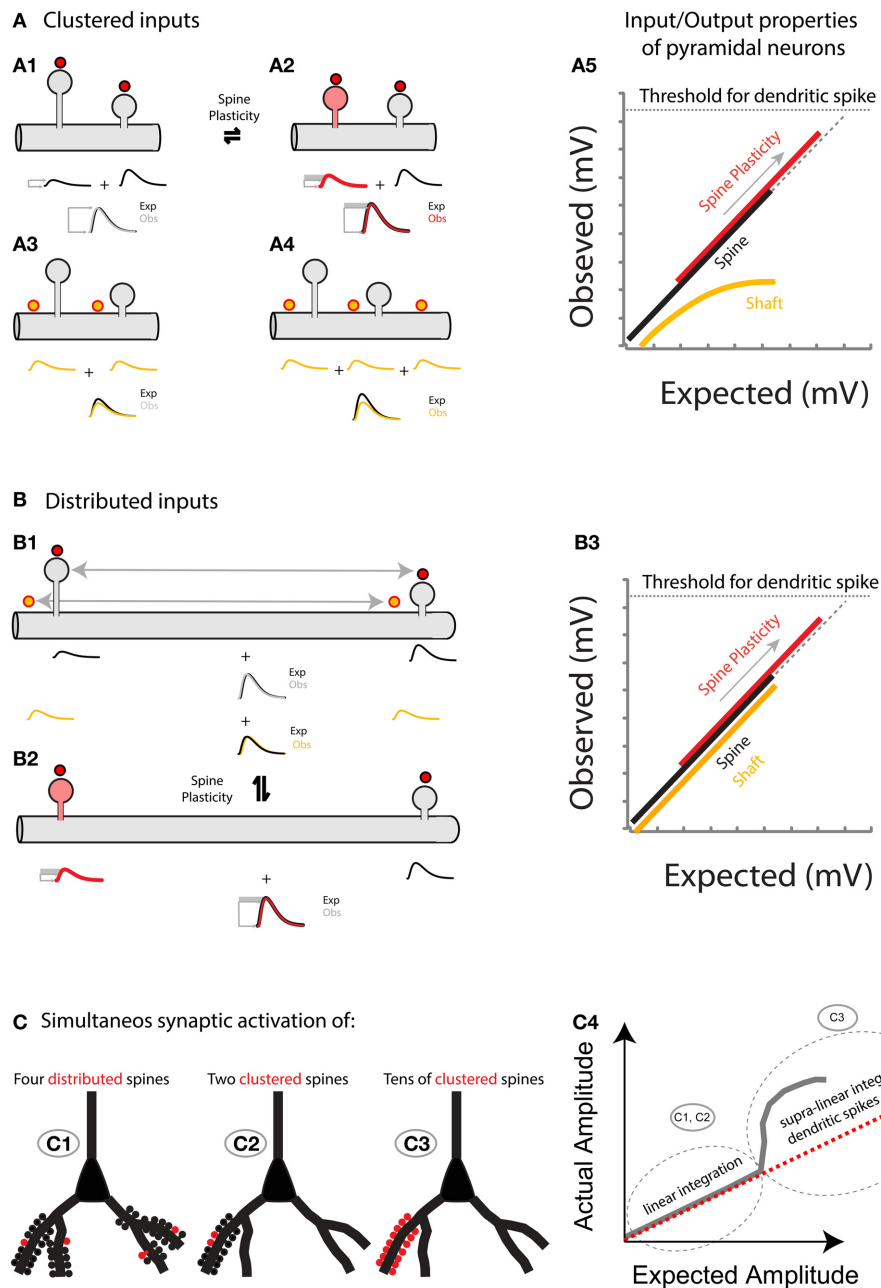 A Clustered inputs
Input/Output properties
of pyramidal neurons
A1
Spine
Plasticity
A2
+
+
Exp
Obs
Exp
Obs
A3
A4
+
+
+
Exp
Obs
Exp
Obs
A5
Threshold for dendritic spike
Spine Plasticity
Spine
Shaft
Obseved (mV)
Expected (mV)
B Distributed inputs
B1
+
Exp
Obs
+
Exp
Obs
B2
Spine
Plasticity
+
Exp
Obs
B3
Threshold for dendritic spike
Spine Plasticity
Spine
Shaft
Observed (mV)
Expected (mV)
C Simultaneos synaptic activation of:
Four distributed spines
Two clustered spines
Tens of clustered spines
C1
C2
C3
C4
C3
C1, C2
linear integration
supra-linear integ
dendritic spikes
Actual Amplitude
Expected Amplitude